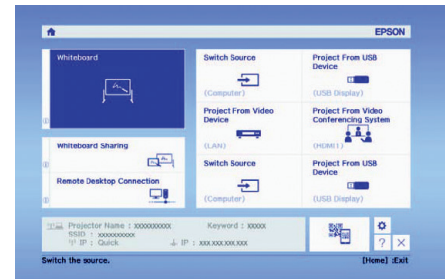 EPSON
Whiteboard
Whiteboard Sharing
Remote Desktop Connection
Switch Source
(Computer)
Project From USB
Device
(USB Display)
Project From Video
Device
(LAN)
Project From Video
Conferencing System
(HDMI1)
Switch Source
(Computer)
Project From USB
Device
(USB Display)
Projector Name : XXXXXXXXXX
Keyword : XXXXX
SSID : XXXXXXXXXX
IP : Quick
IP : XXX.XXX.XXX.XXX
?
Switch the source.
[Home] :Exit